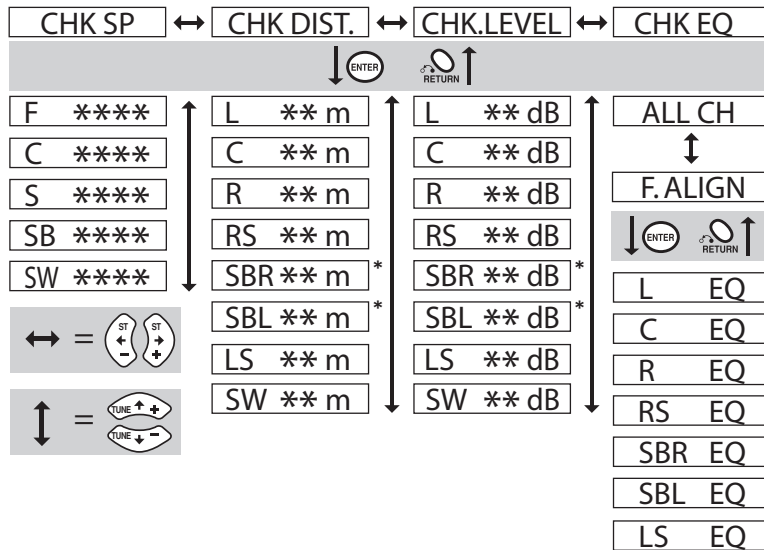 CHK SP ↔ CHK DIST. ↔ CHK.LEVEL ↔ CHK EQ
ENTER RETURN
F ****
C ****
S ****
SB ****
SW ****
↔ = ST ← - ST → +
↕ = TUNE ↑ + TUNE ↓ -
L ** m
C ** m
R ** m
RS ** m
SBR ** m *
SBL ** m *
LS ** m
SW ** m
L ** dB
C ** dB
R ** dB
RS ** dB
SBR ** dB *
SBL ** dB *
LS ** dB
SW ** dB
ALL CH
F. ALIGN
ENTER RETURN
L EQ
C EQ
R EQ
RS EQ
SBR EQ
SBL EQ
LS EQ